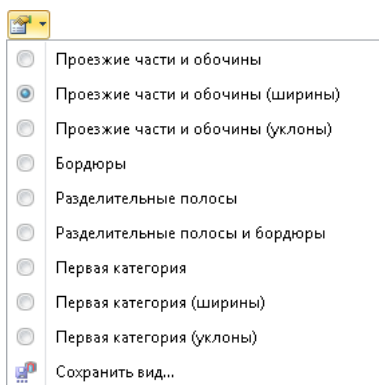 Проезжие части и обочины
Проезжие части и обочины (ширины)
Проезжие части и обочины (уклоны)
Бордюры
Разделительные полосы
Разделительные полосы и бордюры
Первая категория
Первая категория (ширины)
Первая категория (уклоны)
Сохранить вид...